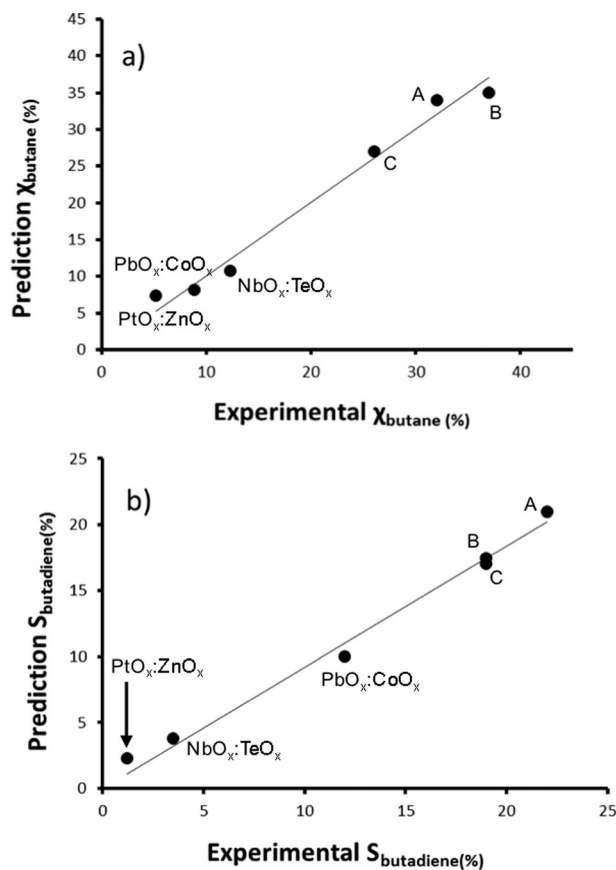 a)
Prediction χbutane (%)
40
35
30
25
20
15
10
5
0
A
B
C
PbOx:CoOx
NbOx:TeOx
PtOx:ZnOx
0 10 20 30 40
Experimental χbutane (%)
b)
Prediction Sbutadiene(%)
25
20
15
10
5
0
A
B
C
PtOx:ZnOx
PbOx:CoOx
NbOx:TeOx
0 5 10 15 20 25
Experimental Sbutadiene(%)